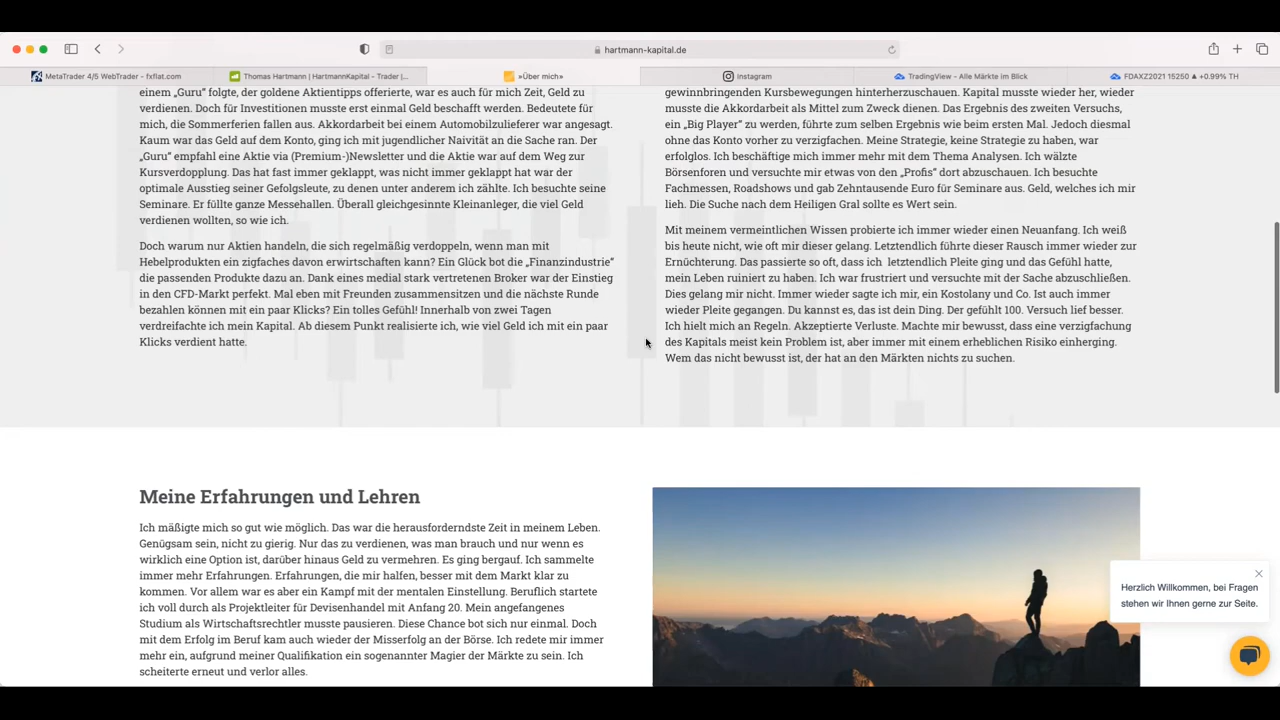 hartmann-kapital.de
MetaTrader 4/5 WebTrader - fxflat.com
Thomas Hartmann | HartmannKapital - Trader |...
»Über mich»
Instagram
TradingView - Alle Märkte im Blick
FDAXZ2021 15250 ▲ +0.99% TH
einem „Guru“ folgte, der goldene Aktientipps offerierte, war es auch für mich Zeit, Geld zu
verdienen. Doch für Investitionen musste erst einmal Geld beschafft werden. Bedeutete für
mich, die Sommerferien fallen aus. Akkordarbeit bei einem Automobilzulieferer war angesagt.
Kaum war das Geld auf dem Konto, ging ich mit jugendlicher Naivität an die Sache ran. Der
„Guru“ empfahl eine Aktie via (Premium-)Newsletter und die Aktie war auf dem Weg zur
Kursverdopplung. Das hat fast immer geklappt, was nicht immer geklappt hat war der
optimale Ausstieg seiner Gefolgsleute, zu denen unter anderem ich zählte. Ich besuchte seine
Seminare. Er füllte ganze Messehallen. Überall gleichgesinnte Kleinanleger, die viel Geld
verdienen wollten, so wie ich.
Doch warum nur Aktien handeln, die sich regelmäßig verdoppeln, wenn man mit
Hebelprodukten ein zigfaches davon erwirtschaften kann? Ein Glück bot die „Finanzindustrie“
die passenden Produkte dazu an. Dank eines medial stark vertretenen Broker war der Einstieg
in den CFD-Markt perfekt. Mal eben mit Freunden zusammensitzen und die nächste Runde
bezahlen können mit ein paar Klicks? Ein tolles Gefühl! Innerhalb von zwei Tagen
verdreifachte ich mein Kapital. Ab diesem Punkt realisierte ich, wie viel Geld ich mit ein paar
Klicks verdient hatte.
gewinnbringenden Kursbewegungen hinterherzuschauen. Kapital musste wieder her, wieder
musste die Akkordarbeit als Mittel zum Zweck dienen. Das Ergebnis des zweiten Versuchs,
ein „Big Player“ zu werden, führte zum selben Ergebnis wie beim ersten Mal. Jedoch diesmal
ohne das Konto vorher zu verzigfachen. Meine Strategie, keine Strategie zu haben, war
erfolglos. Ich beschäftige mich immer mehr mit dem Thema Analysen. Ich wälzte
Börsenforen und versuchte mir etwas von den „Profis“ dort abzuschauen. Ich besuchte
Fachmessen, Roadshows und gab Zehntausende Euro für Seminare aus. Geld, welches ich mir
lieh. Die Suche nach dem Heiligen Gral sollte es Wert sein.
Mit meinem vermeintlichen Wissen probierte ich immer wieder einen Neuanfang. Ich weiß
bis heute nicht, wie oft mir dieser gelang. Letztendlich führte dieser Rausch immer wieder zur
Ernüchterung. Das passierte so oft, dass ich letztendlich Pleite ging und das Gefühl hatte,
mein Leben ruiniert zu haben. Ich war frustriert und versuchte mit der Sache abzuschließen.
Dies gelang mir nicht. Immer wieder sagte ich mir, ein Kostolany und Co. Ist auch immer
wieder Pleite gegangen. Du kannst es, das ist dein Ding. Der gefühlt 100. Versuch lief besser.
Ich hielt mich an Regeln. Akzeptierte Verluste. Machte mir bewusst, dass eine verzigfachung
des Kapitals meist kein Problem ist, aber immer mit einem erheblichen Risiko einherging.
Wem das nicht bewusst ist, der hat an den Märkten nichts zu suchen.
Meine Erfahrungen und Lehren
Ich mäßigte mich so gut wie möglich. Das war die herausforderndste Zeit in meinem Leben.
Genügsam sein, nicht zu gierig. Nur das zu verdienen, was man brauch und nur wenn es
wirklich eine Option ist, darüber hinaus Geld zu vermehren. Es ging bergauf. Ich sammelte
immer mehr Erfahrungen. Erfahrungen, die mir halfen, besser mit dem Markt klar zu
kommen. Vor allem war es aber ein Kampf mit der mentalen Einstellung. Beruflich startete
ich voll durch als Projektleiter für Devisenhandel mit Anfang 20. Mein angefangenes
Studium als Wirtschaftsrechtler musste pausieren. Diese Chance bot sich nur einmal. Doch
mit dem Erfolg im Beruf kam auch wieder der Misserfolg an der Börse. Ich redete mir immer
mehr ein, aufgrund meiner Qualifikation ein sogenannter Magier der Märkte zu sein. Ich
scheiterte erneut und verlor alles.
Herzlich Willkommen, bei Fragen
stehen wir Ihnen gerne zur Seite.